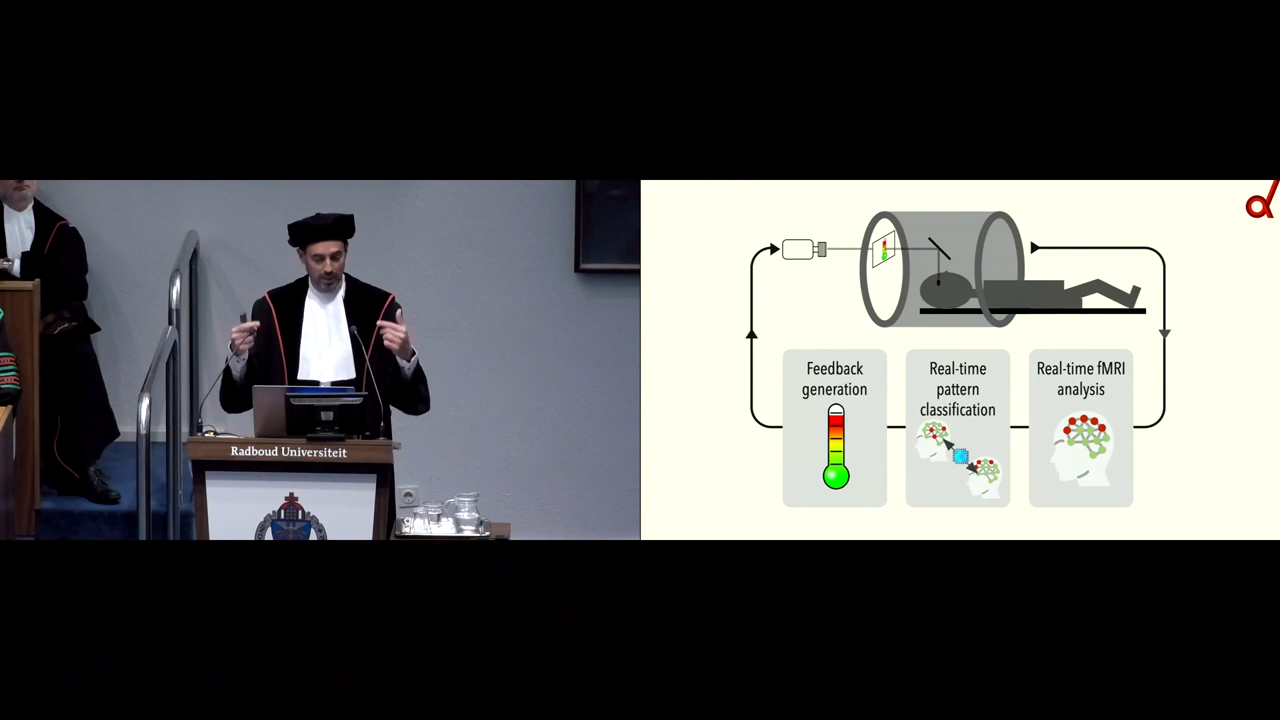 Radboud Universiteit
Feedback
generation
Real-time
pattern
classification
Real-time fMRI
analysis